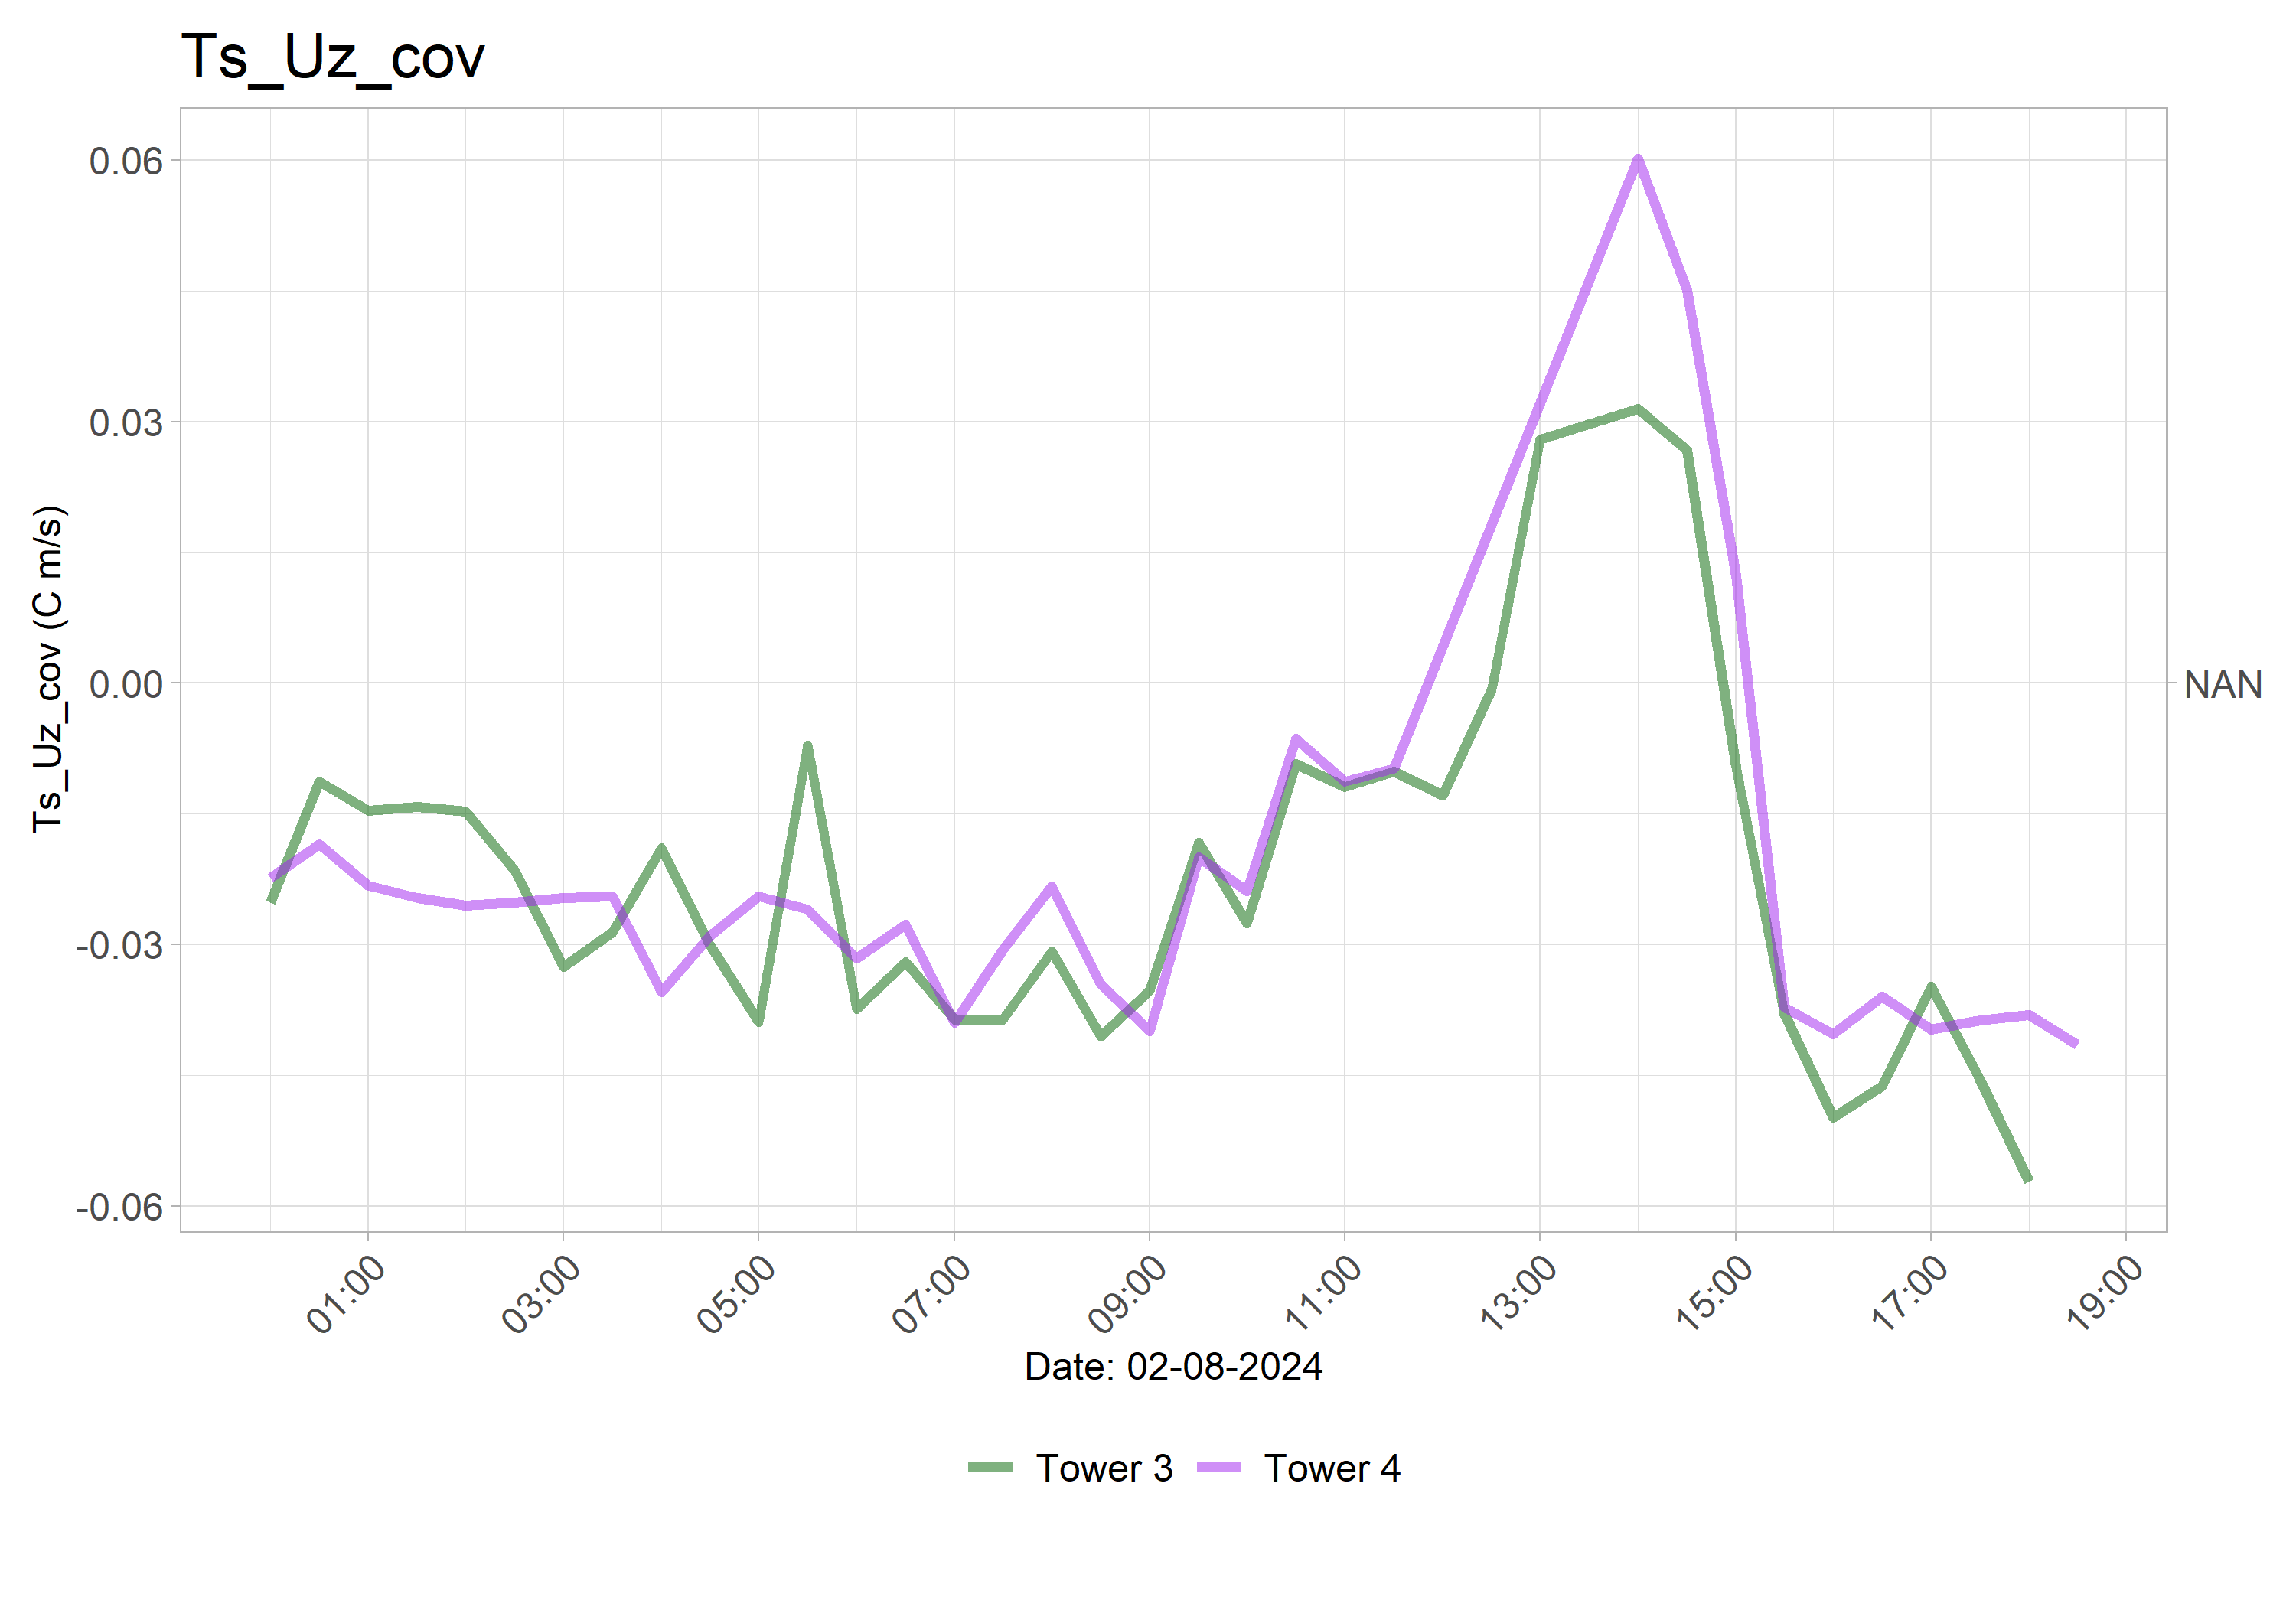 Ts_Uz_cov
Ts_Uz_cov (C m/s)
0.06
0.03
0.00
-0.03
-0.06
NAN
01:00
03:00
05:00
07:00
09:00
11:00
13:00
15:00
17:00
19:00
Date: 02-08-2024
Tower 3
Tower 4